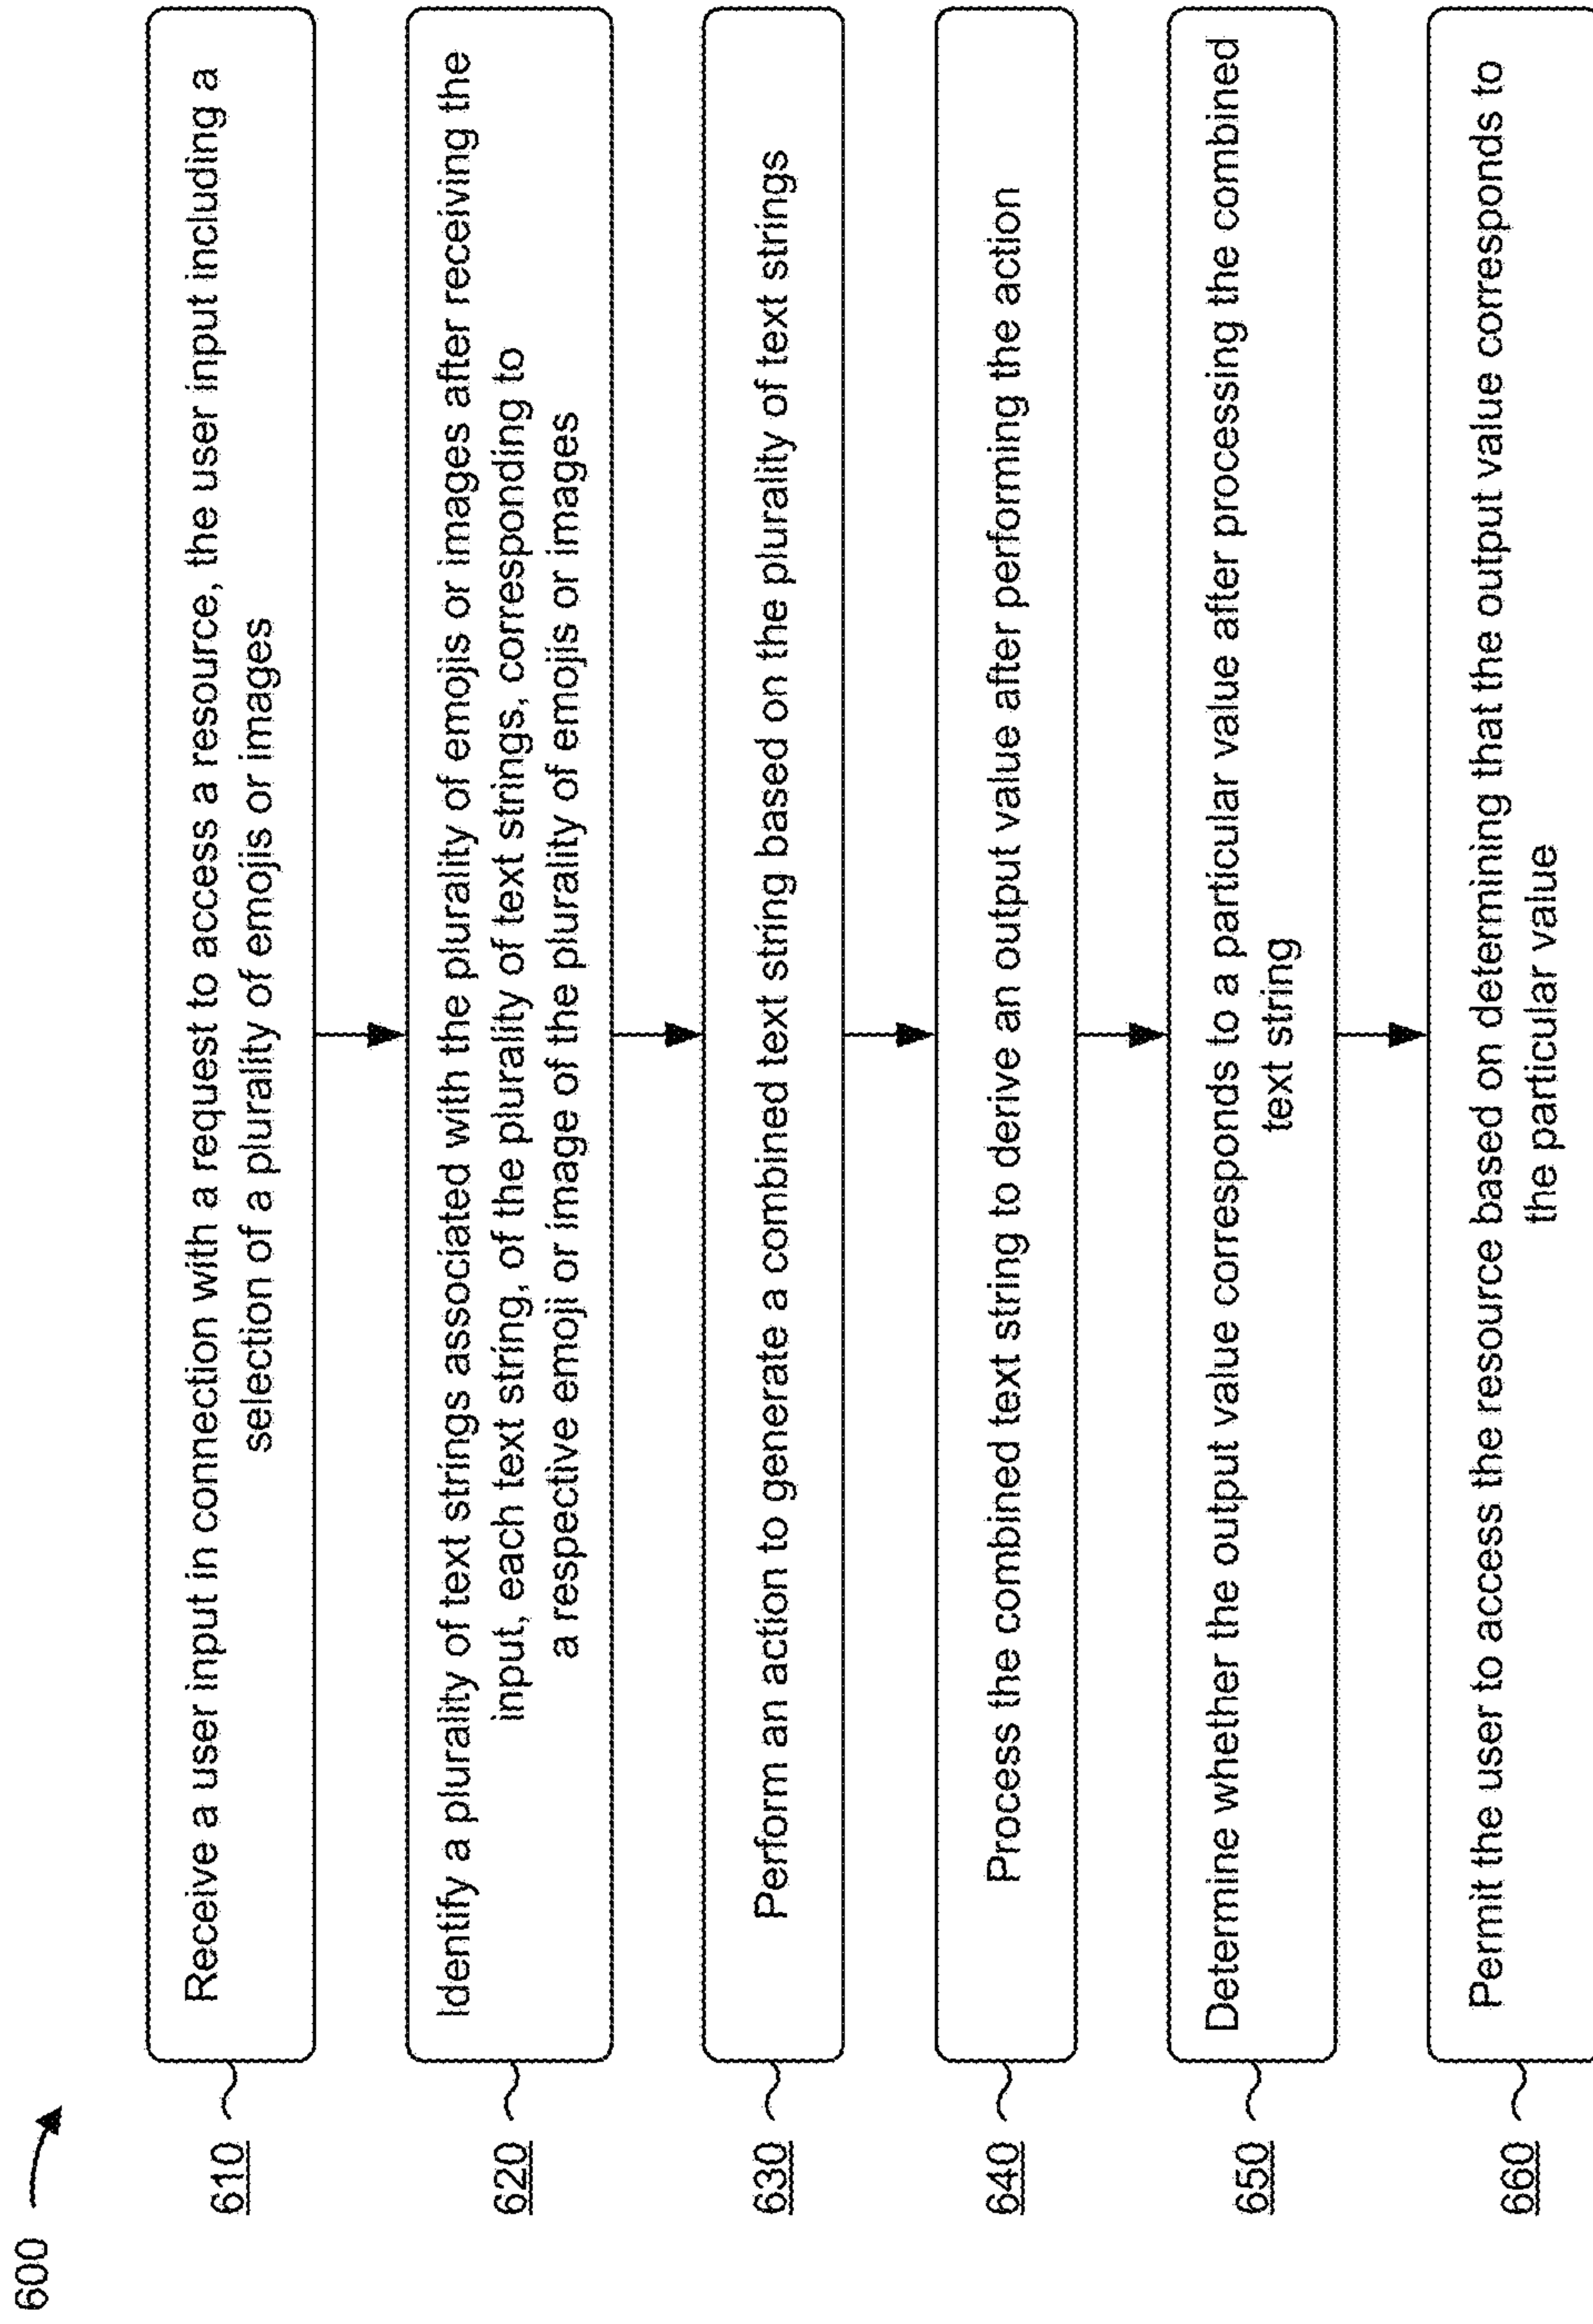 600
610
Receive a user input in connection with a request to access a resource, the user input including a
selection of a plurality of emojis or images
620
Identify a plurality of text strings associated with the plurality of emojis or images after receiving the
input, each text string, of the plurality of text strings, corresponding to
a respective emoji or image of the plurality of emojis or images
630
Perform an action to generate a combined text string based on the plurality of text strings
640
Process the combined text string to derive an output value after performing the action
650
Determine whether the output value corresponds to a particular value after processing the combined
text string
660
Permit the user to access the resource based on determining that the output value corresponds to
the particular value